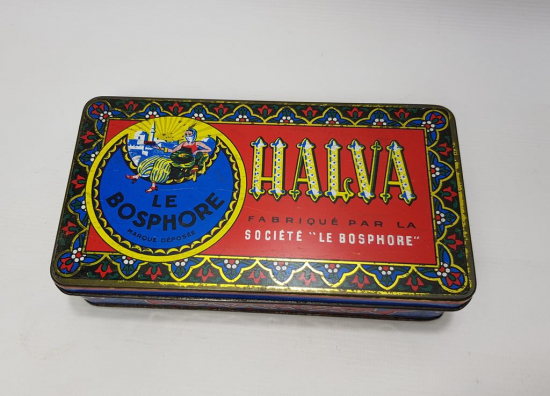 LE
BOSPHORE
MARQUE DÉPOSÉE
HALVA
FABRIQUÉ PAR LA
SOCIÉTÉ "LE BOSPHORE"